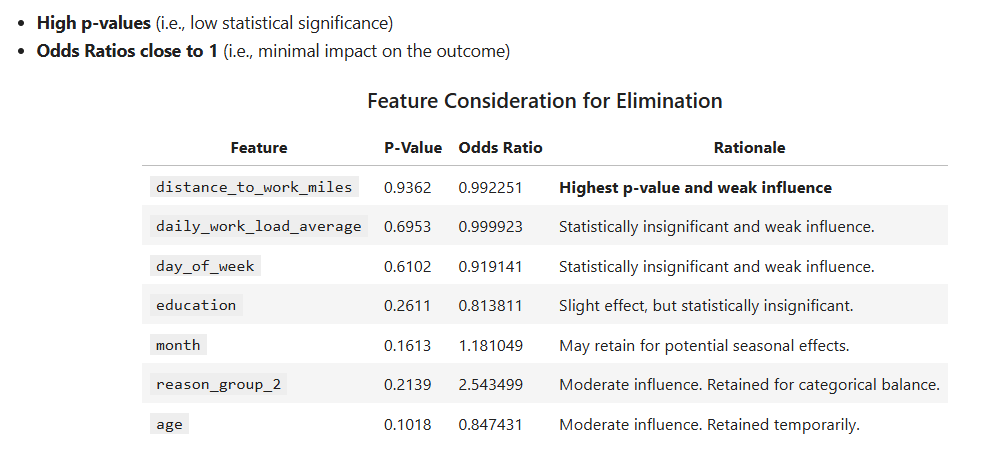 • High p-values (i.e., low statistical significance)
• Odds Ratios close to 1 (i.e., minimal impact on the outcome)
Feature Consideration for Elimination
Feature P-Value Odds Ratio Rationale
distance_to_work_miles 0.9362 0.992251 Highest p-value and weak influence
daily_work_load_average 0.6953 0.999923 Statistically insignificant and weak influence.
day_of_week 0.6102 0.919141 Statistically insignificant and weak influence.
education 0.2611 0.813811 Slight effect, but statistically insignificant.
month 0.1613 1.181049 May retain for potential seasonal effects.
reason_group_2 0.2139 2.543499 Moderate influence. Retained for categorical balance.
age 0.1018 0.847431 Moderate influence. Retained temporarily.